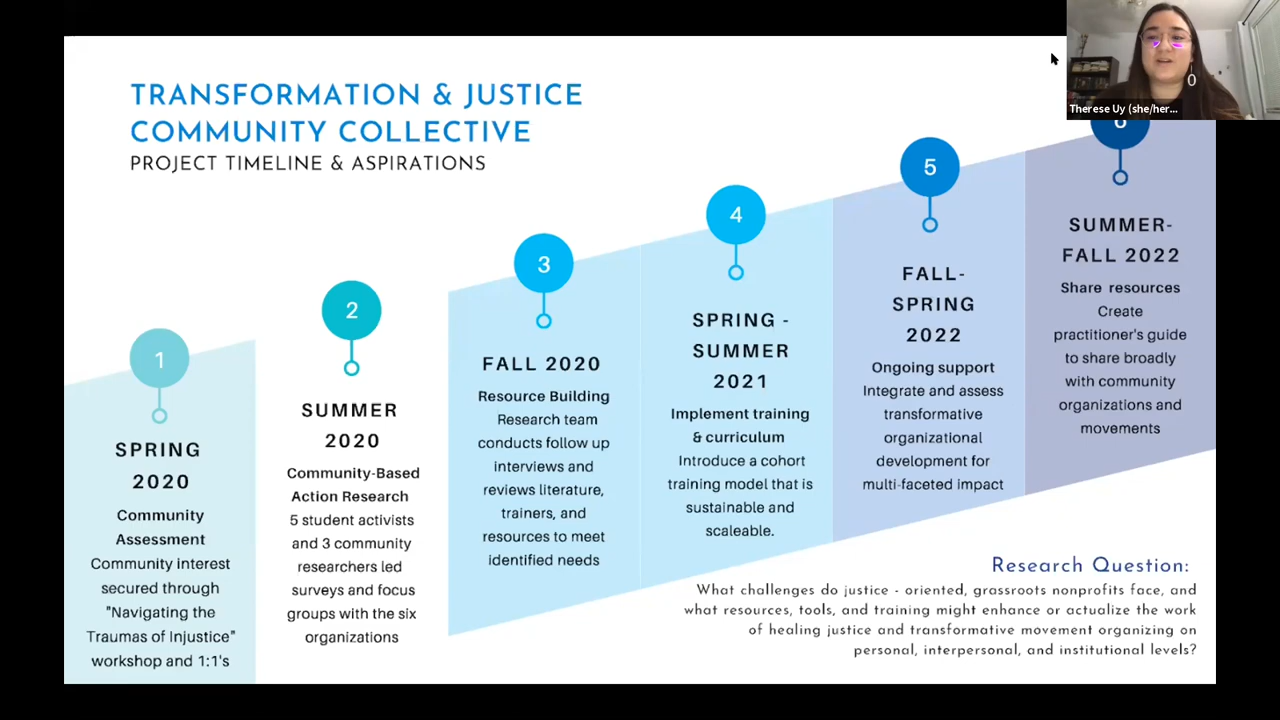 TRANSFORMATION & JUSTICE
COMMUNITY COLLECTIVE
PROJECT TIMELINE & ASPIRATIONS
Therese Uy (she/her...
1
SPRING
2020
Community
Assessment
Community interest
secured through
"Navigating the
Traumas of Injustice"
workshop and 1:1's
2
SUMMER
2020
Community-Based
Action Research
5 student activists
and 3 community
researchers led
surveys and focus
groups with the six
organizations
3
FALL 2020
Resource Building
Research team
conducts follow up
interviews and
reviews literature,
trainers, and
resources to meet
identified needs
4
SPRING -
SUMMER
2021
Implement training
& curriculum
Introduce a cohort
training model that is
sustainable and
scaleable.
5
FALL-
SPRING
2022
Ongoing support
Integrate and assess
transformative
organizational
development for
multi-faceted impact
6
SUMMER-
FALL 2022
Share resources
Create
practitioner's guide
to share broadly
with community
organizations and
movements
Research Question:
What challenges do justice - oriented, grassroots nonprofits face, and
what resources, tools, and training might enhance or actualize the work
of healing justice and transformative movement organizing on
personal, interpersonal, and institutional levels?